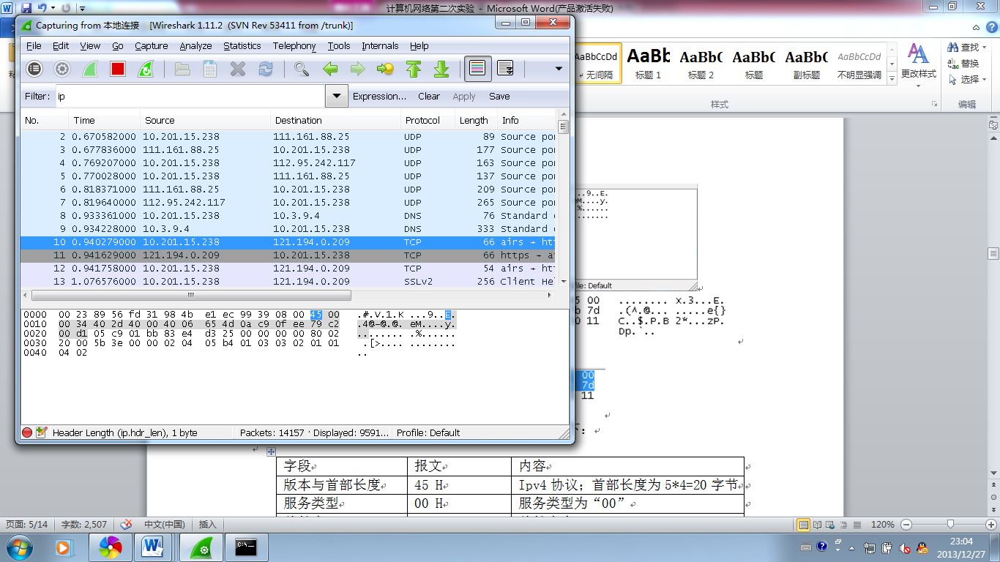 计算机网络第二次实验 - Microsoft Word(产品激活失败)
Capturing from 本地连接 [Wireshark 1.11.2 (SVN Rev 53411 from /trunk)]
File Edit View Go Capture Analyze Statistics Telephony Tools Internals Help
Filter: ip Expression... Clear Apply Save
No. Time Source Destination Protocol Length Info
2 0.670582000 10.201.15.238 111.161.88.25 UDP 89 Source po
3 0.677836000 111.161.88.25 10.201.15.238 UDP 177 Source po
4 0.769207000 10.201.15.238 112.95.242.117 UDP 163 Source po
5 0.770028000 10.201.15.238 111.161.88.25 UDP 137 Source po
6 0.818371000 111.161.88.25 10.201.15.238 UDP 209 Source po
7 0.819640000 112.95.242.117 10.201.15.238 UDP 265 Source po
8 0.933361000 10.201.15.238 10.3.9.4 DNS 76 Standard
9 0.934228000 10.3.9.4 10.201.15.238 DNS 333 Standard
10 0.940279000 10.201.15.238 121.194.0.209 TCP 66 airs → ht
11 0.941629000 121.194.0.209 10.201.15.238 TCP 66 https → a
12 0.941758000 10.201.15.238 121.194.0.209 TCP 54 airs → ht
13 1.076576000 10.201.15.238 121.194.0.209 SSLv2 256 Client He
0000 00 23 89 56 fd 31 98 4b e1 ec 99 39 08 00 45 00 .#.V.1.K ...9..E.
0010 00 34 40 2d 40 00 40 06 65 4d 0a c9 0f ee 79 c2 .4@-@.@. eM....y.
0020 00 d1 05 c9 01 bb 83 e4 d3 25 00 00 00 00 80 02 ........ .%......
0030 20 00 5b 3e 00 00 02 04 05 b4 01 03 03 02 01 01 .[>.... ........
0040 04 02 ..
Header Length (ip.hdr_len), 1 byte Packets: 14157 · Displayed: 9591... Profile: Default
AaBbCcDd AaBb( AaBb( AaBb( AaBb( AaBbCcDd
无间隔 标题 1 标题 2 标题 副标题 不明显强调
更改样式
查找
替换
选择
样式 编辑
..9..E.
eM....y.
%......
.......
file: Default
5 00 ........ x.3...E.
b 7d .(^.@... .....e{}
0 11 C..$.P.B 2*...zP.
Dp.`..
00
7d
11
字段 报文 内容
版本与首部长度 45 H Ipv4 协议；首部长度为 5*4=20 字节
服务类型 00 H 服务类型为“00”
页面: 5/14 字数: 2,507 中文(中国) 插入 120%
23:04
2013/12/27